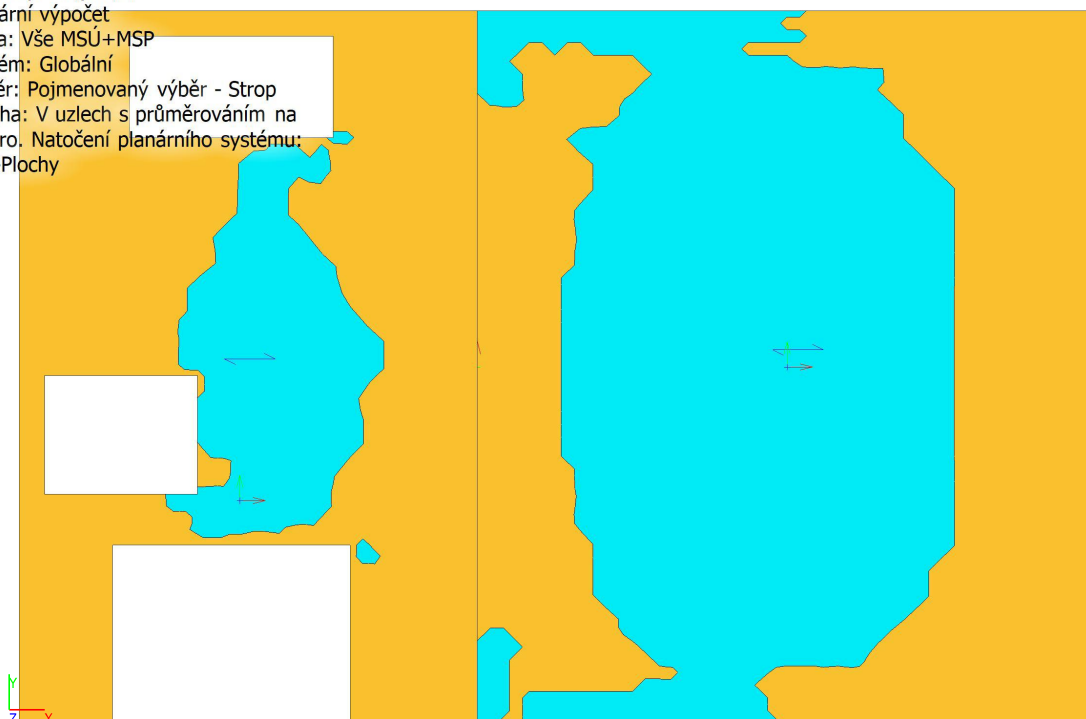 ární výpočet
a: Vše MSÚ+MSP
ém: Globální
ěr: Pojmenovaný výběr - Strop
ha: V uzlech s průměrováním na
ro. Natočení planárního systému:
Plochy
Y
Z X